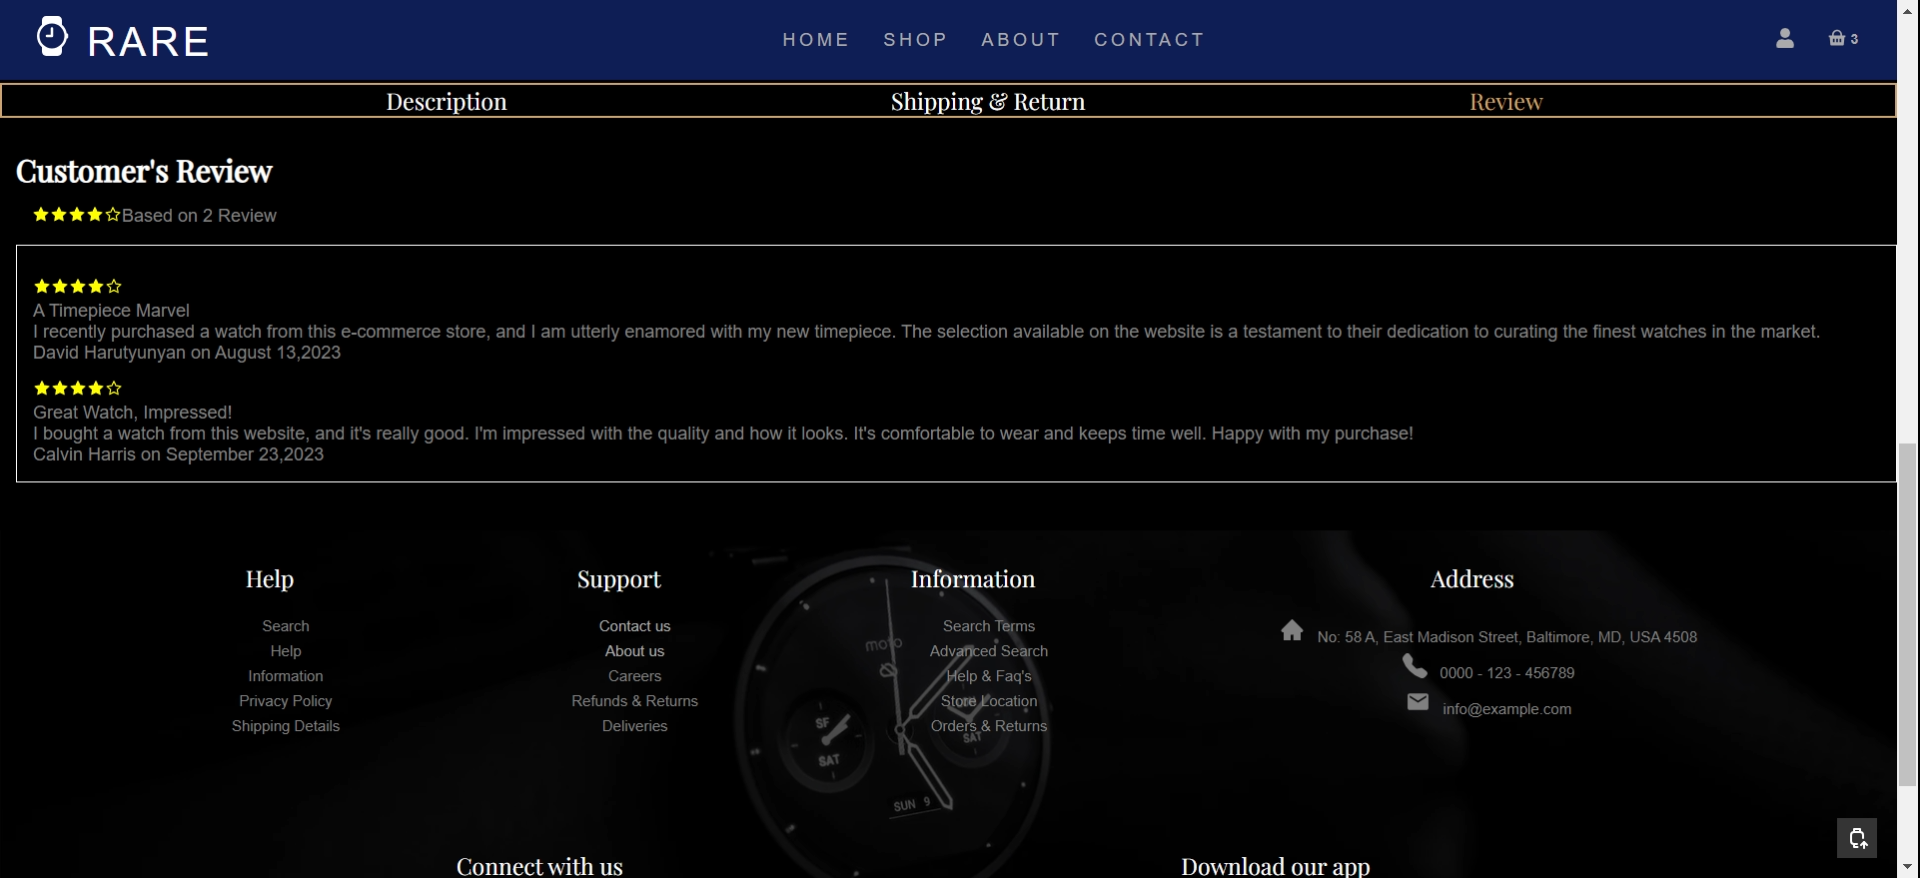 RARE
HOME SHOP ABOUT CONTACT
3
Description Shipping & Return Review
Customer's Review
Based on 2 Review
A Timepiece Marvel
I recently purchased a watch from this e-commerce store, and I am utterly enamored with my new timepiece. The selection available on the website is a testament to their dedication to curating the finest watches in the market.
David Harutyunyan on August 13,2023
Great Watch, Impressed!
I bought a watch from this website, and it's really good. I'm impressed with the quality and how it looks. It's comfortable to wear and keeps time well. Happy with my purchase!
Calvin Harris on September 23,2023
Help
Search
Help
Information
Privacy Policy
Shipping Details
Support
Contact us
About us
Careers
Refunds & Returns
Deliveries
Information
Search Terms
Advanced Search
Help & Faq's
Store Location
Orders & Returns
Address
No: 58 A, East Madison Street, Baltimore, MD, USA 4508
0000 - 123 - 456789
info@example.com
moto
SF
SAT
SAT
SUN 9
Connect with us
Download our app